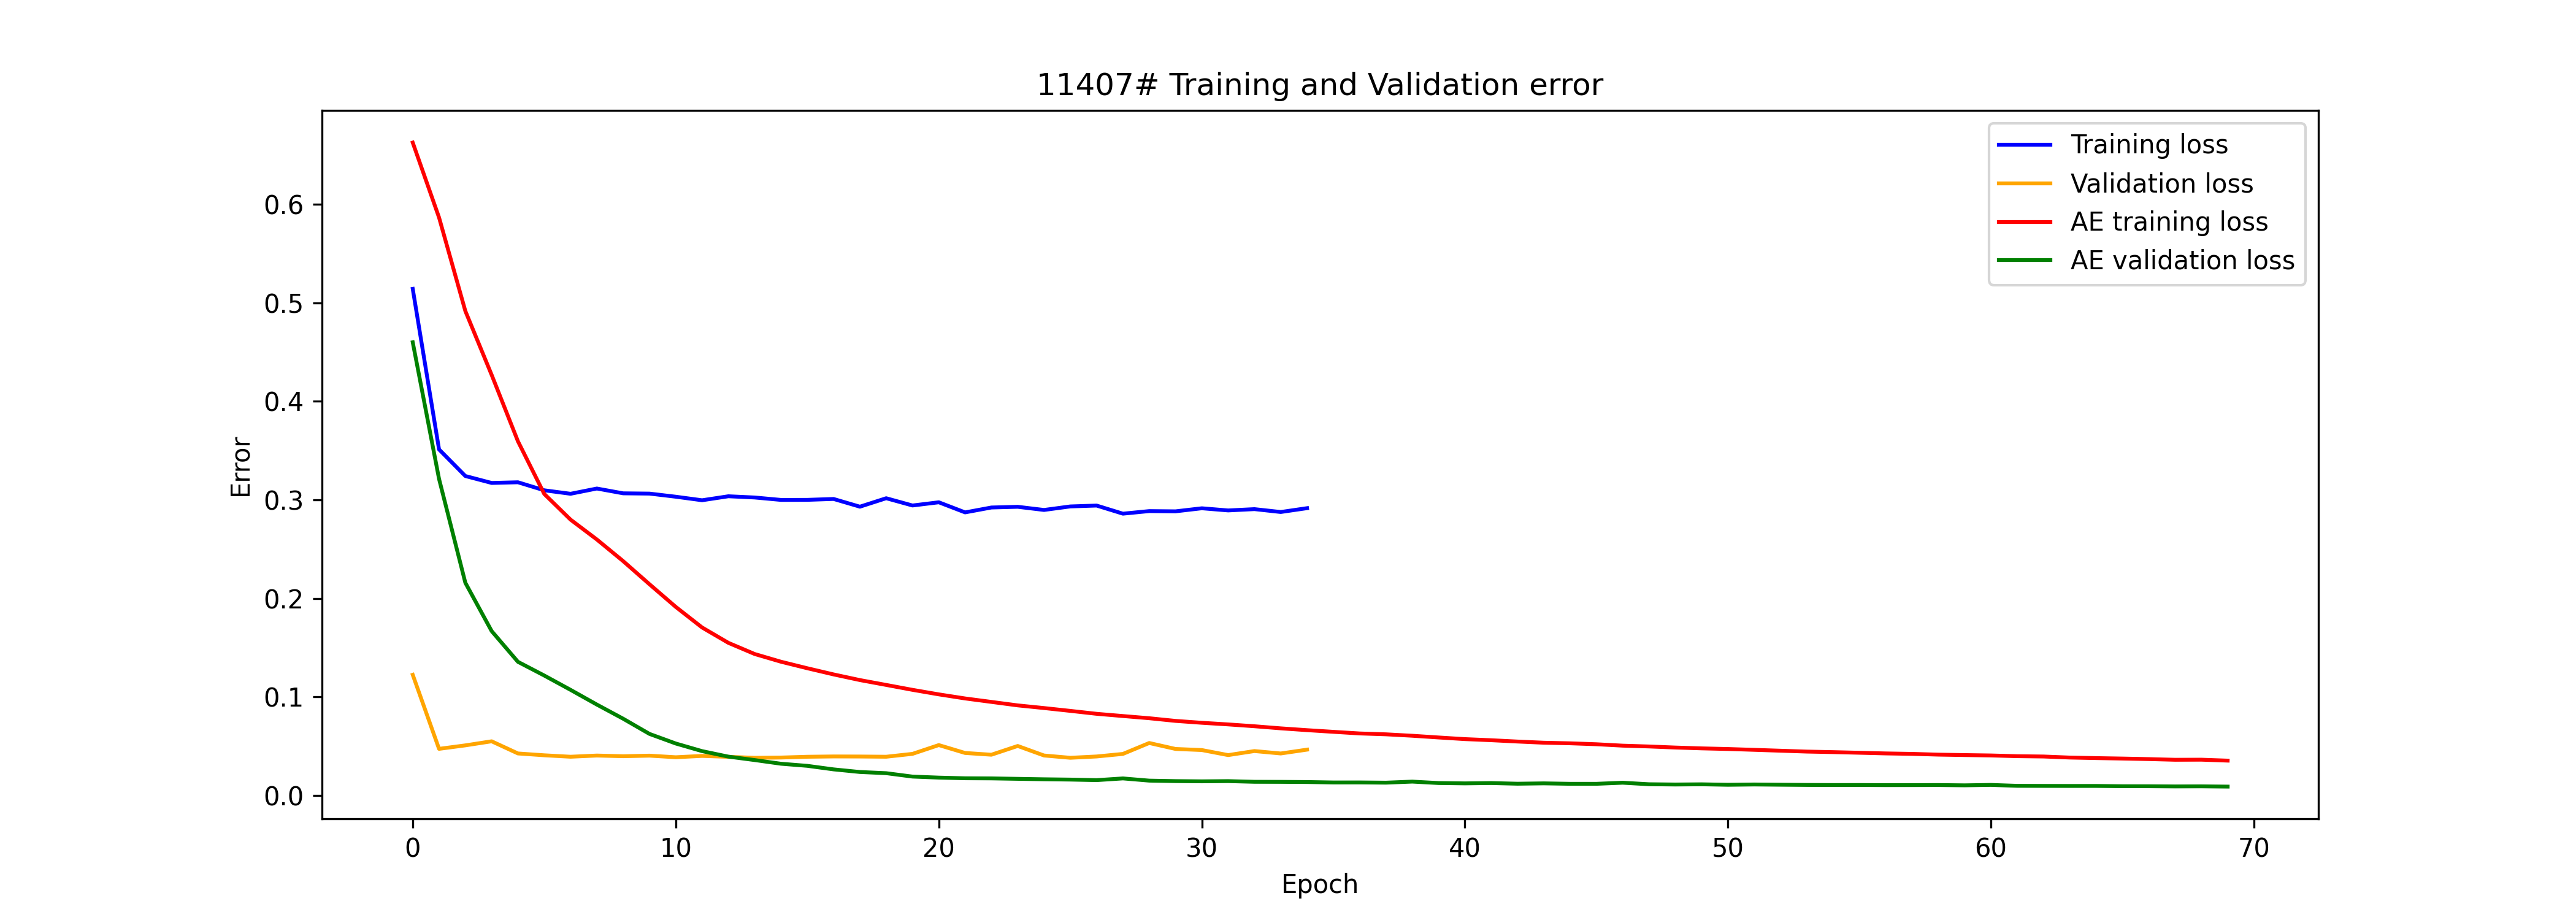 11407# Training and Validation error
Training loss
Validation loss
AE training loss
AE validation loss
Error
0.6
0.5
0.4
0.3
0.2
0.1
0.0
0 10 20 30 40 50 60 70
Epoch